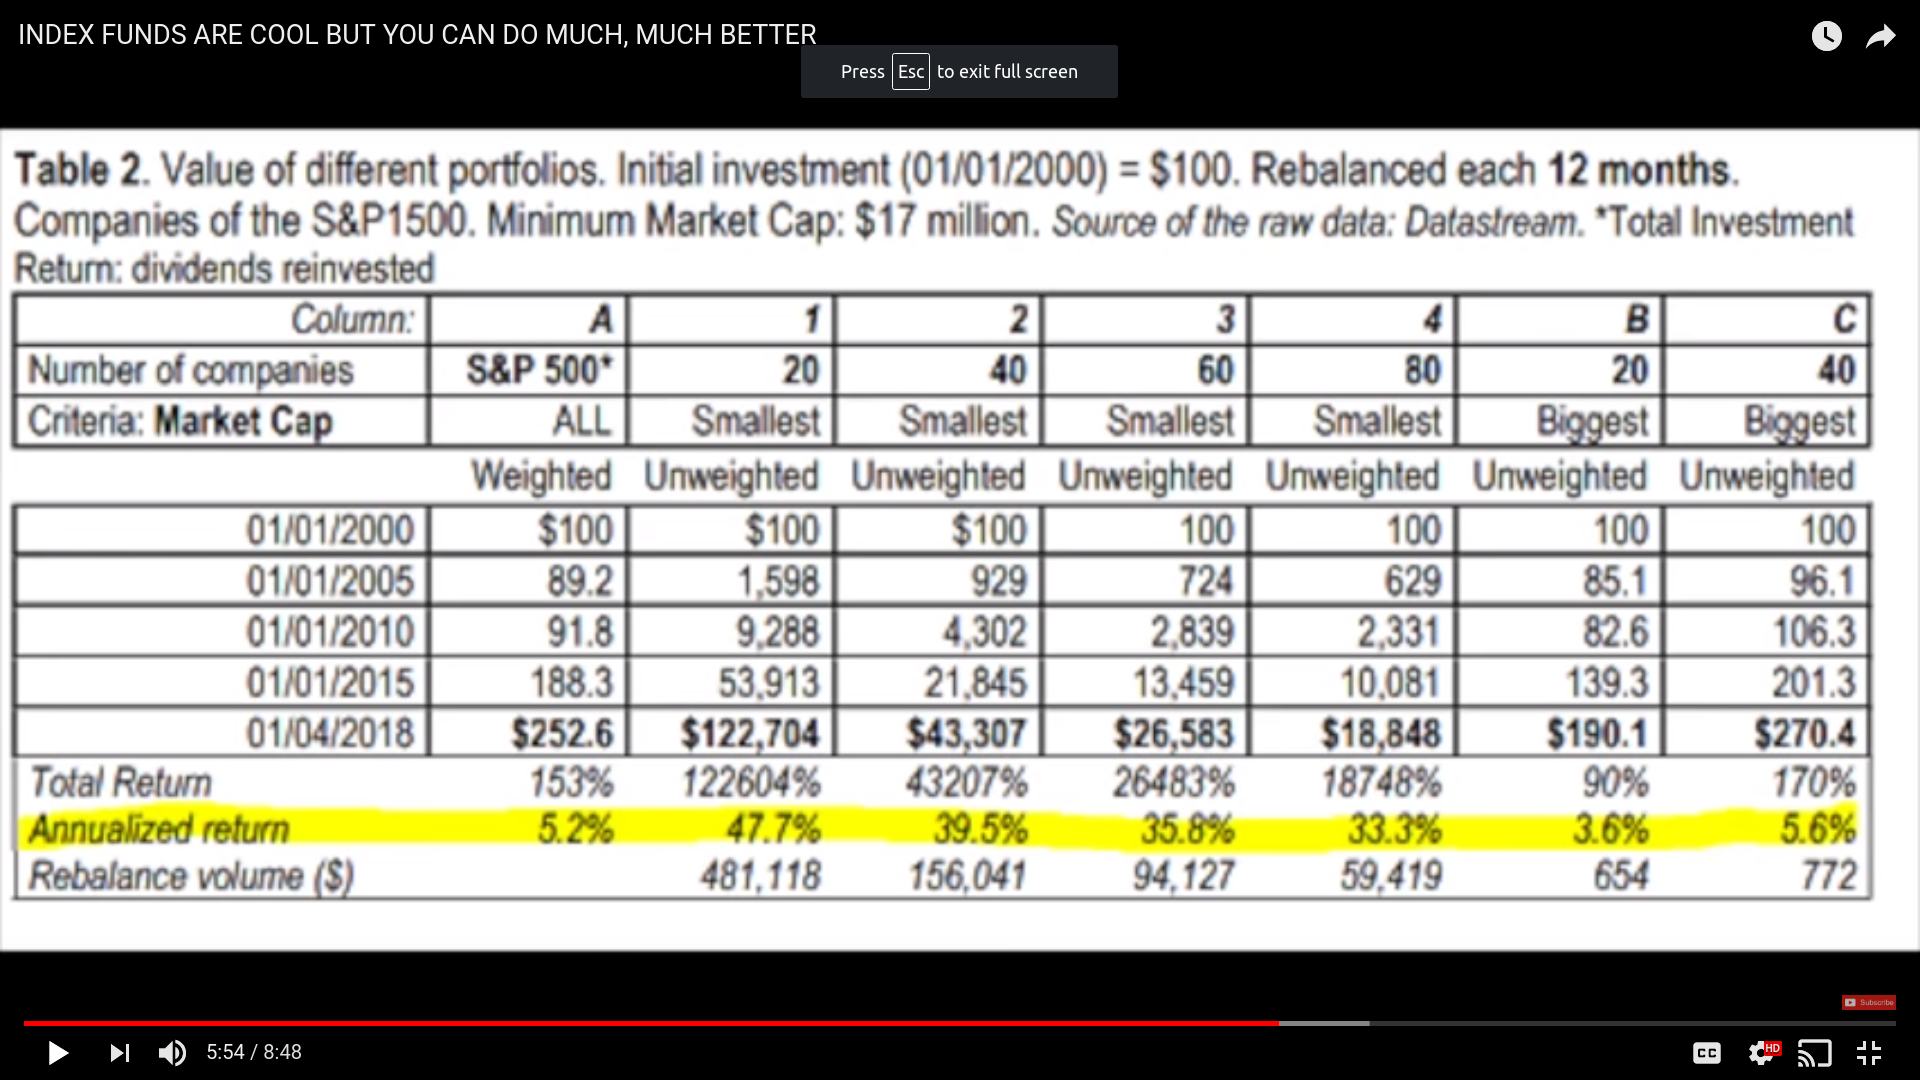 INDEX FUNDS ARE COOL BUT YOU CAN DO MUCH, MUCH BETTER
Press Esc to exit full screen
Table 2. Value of different portfolios. Initial investment (01/01/2000) = $100. Rebalanced each 12 months.
Companies of the S&P1500. Minimum Market Cap: $17 million. Source of the raw data: Datastream. *Total Investment
Return: dividends reinvested
Column: A 1 2 3 4 B C
Number of companies S&P 500* 20 40 60 80 20 40
Criteria: Market Cap ALL Smallest Smallest Smallest Smallest Biggest Biggest
Weighted Unweighted Unweighted Unweighted Unweighted Unweighted Unweighted
01/01/2000 $100 $100 $100 100 100 100 100
01/01/2005 89.2 1,598 929 724 629 85.1 96.1
01/01/2010 91.8 9,288 4,302 2,839 2,331 82.6 106.3
01/01/2015 188.3 53,913 21,845 13,459 10,081 139.3 201.3
01/04/2018 $252.6 $122,704 $43,307 $26,583 $18,848 $190.1 $270.4
Total Return 153% 122604% 43207% 26483% 18748% 90% 170%
Annualized return 5.2% 47.7% 39.5% 35.8% 33.3% 3.6% 5.6%
Rebalance volume ($) 481,118 156,041 94,127 59,419 654 772
Subscribe
5:54 / 8:48
CC
HD